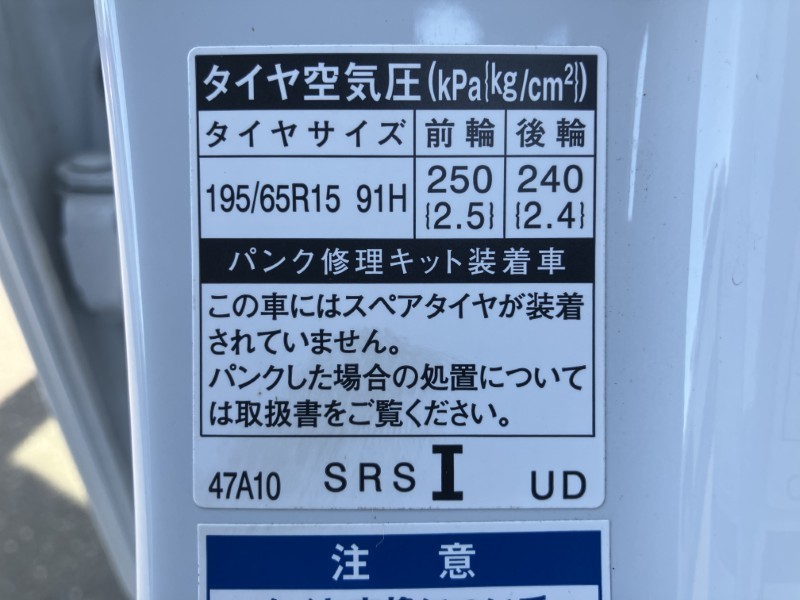 タイヤ空気圧(kPa{kg/cm²})
タイヤサイズ 前輪 後輪
195/65R15 91H 250 240
{2.5} {2.4}
パンク修理キット装着車
この車にはスペアタイヤが装着
されていません。
パンクした場合の処置について
は取扱書をご覧ください。
47A10 SRS I UD
注意